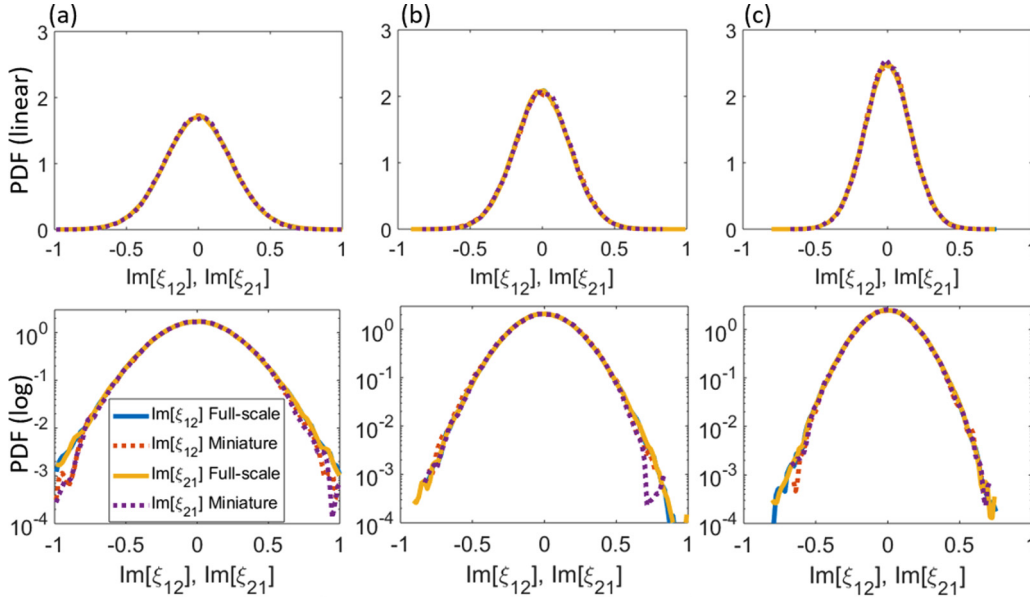 (a) (b) (c)
PDF (linear)
3 3 3
2 2 2
1 1 1
0 0 0
-1 -0.5 0 0.5 1 -1 -0.5 0 0.5 1 -1 -0.5 0 0.5 1
Im[ξ12], Im[ξ21] Im[ξ12], Im[ξ21] Im[ξ12], Im[ξ21]
PDF (log)
10^0 10^0 10^0
10^-1 10^-1 10^-1
10^-2 10^-2 10^-2
10^-3 10^-3 10^-3
10^-4 10^-4 10^-4
Im[ξ12] Full-scale
Im[ξ12] Miniature
Im[ξ21] Full-scale
Im[ξ21] Miniature
-1 -0.5 0 0.5 1 -1 -0.5 0 0.5 1 -1 -0.5 0 0.5 1
Im[ξ12], Im[ξ21] Im[ξ12], Im[ξ21] Im[ξ12], Im[ξ21]